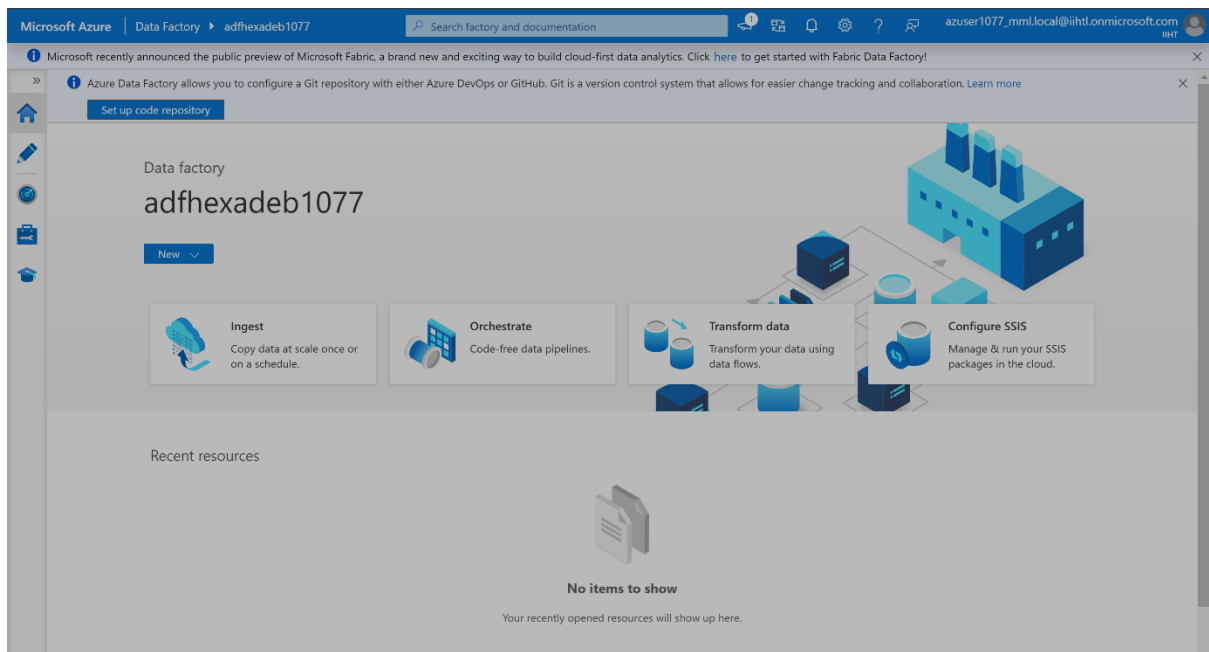 Microsoft Azure Data Factory adfhexadeb1077 Search factory and documentation 1 azuser1077_mml.local@iihtl.onmicrosoft.com
IIHT
Microsoft recently announced the public preview of Microsoft Fabric, a brand new and exciting way to build cloud-first data analytics. Click here to get started with Fabric Data Factory!
Azure Data Factory allows you to configure a Git repository with either Azure DevOps or GitHub. Git is a version control system that allows for easier change tracking and collaboration. Learn more
Set up code repository
Data factory
adfhexadeb1077
New
Ingest
Copy data at scale once or
on a schedule.
Orchestrate
Code-free data pipelines.
Transform data
Transform your data using
data flows.
Configure SSIS
Manage & run your SSIS
packages in the cloud.
Recent resources
No items to show
Your recently opened resources will show up here.